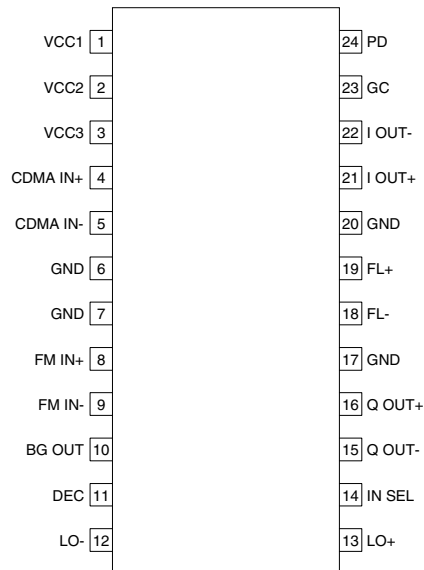 VCC1 1 24 PD
VCC2 2 23 GC
VCC3 3 22 I OUT-
CDMA IN+ 4 21 I OUT+
CDMA IN- 5 20 GND
GND 6 19 FL+
GND 7 18 FL-
FM IN+ 8 17 GND
FM IN- 9 16 Q OUT+
BG OUT 10 15 Q OUT-
DEC 11 14 IN SEL
LO- 12 13 LO+